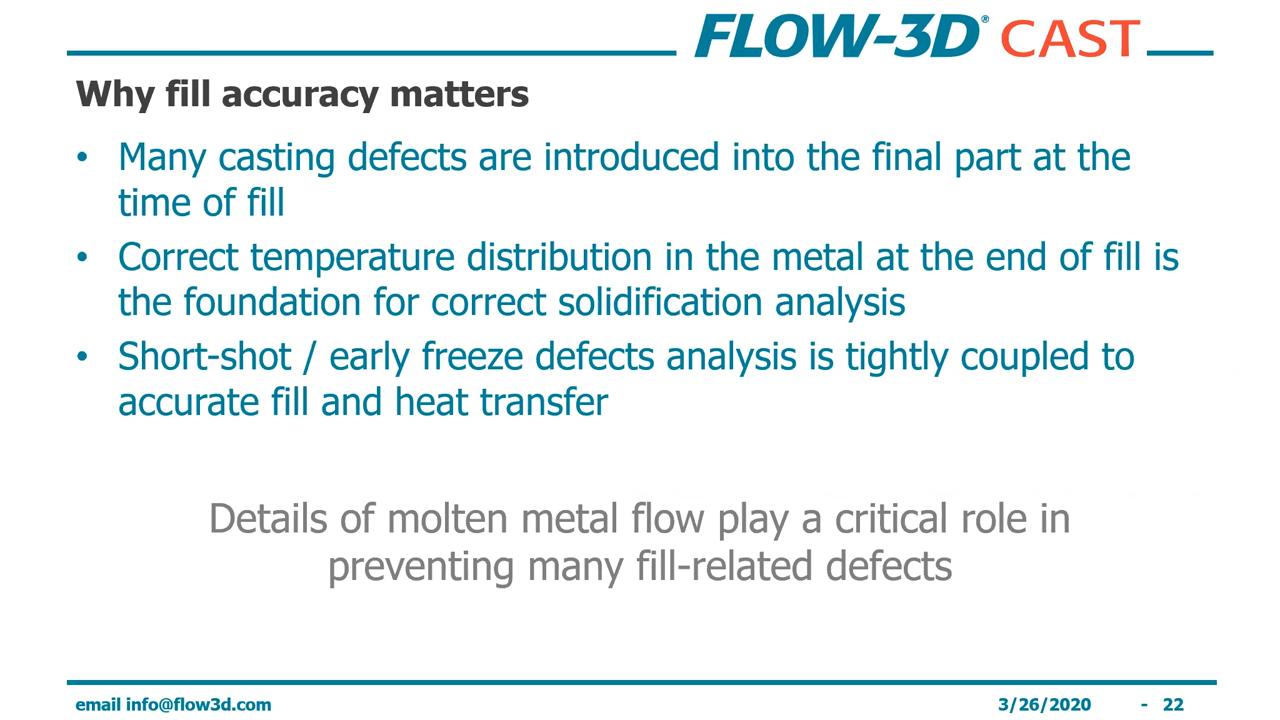 FLOW-3D® CAST
Why fill accuracy matters
• Many casting defects are introduced into the final part at the
time of fill
• Correct temperature distribution in the metal at the end of fill is
the foundation for correct solidification analysis
• Short-shot / early freeze defects analysis is tightly coupled to
accurate fill and heat transfer
Details of molten metal flow play a critical role in
preventing many fill-related defects
email info@flow3d.com 3/26/2020 - 22